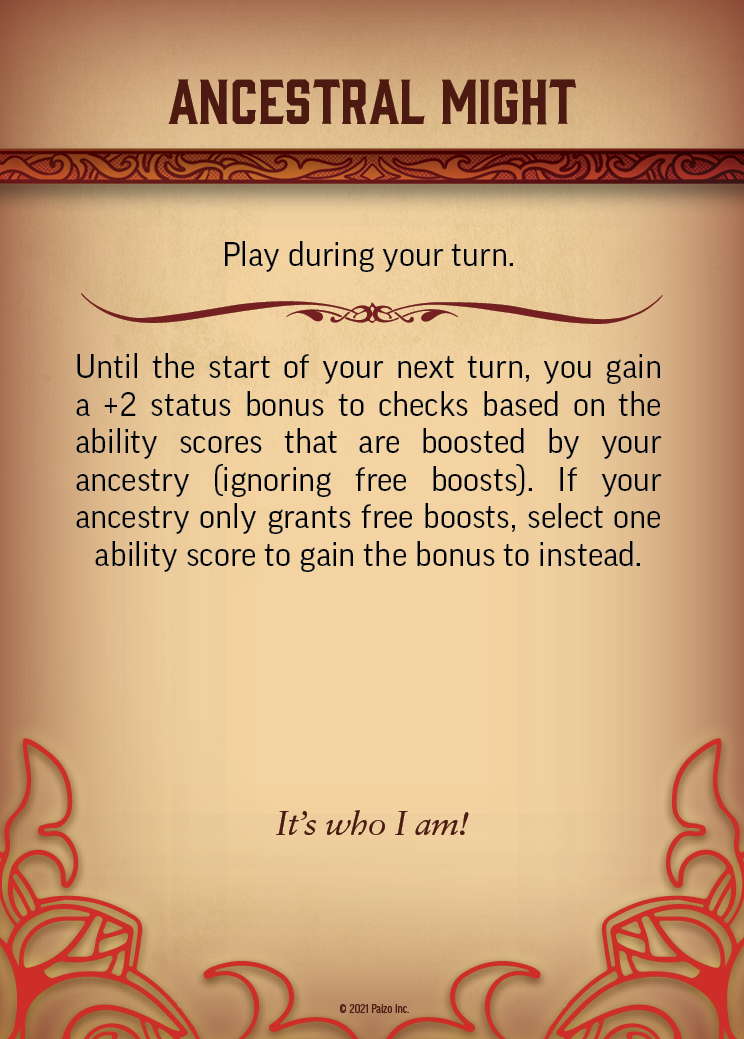 ANCESTRAL MIGHT
Play during your turn.
Until the start of your next turn, you gain
a +2 status bonus to checks based on the
ability scores that are boosted by your
ancestry (ignoring free boosts). If your
ancestry only grants free boosts, select one
ability score to gain the bonus to instead.
It's who I am!
© 2021 Paizo Inc.